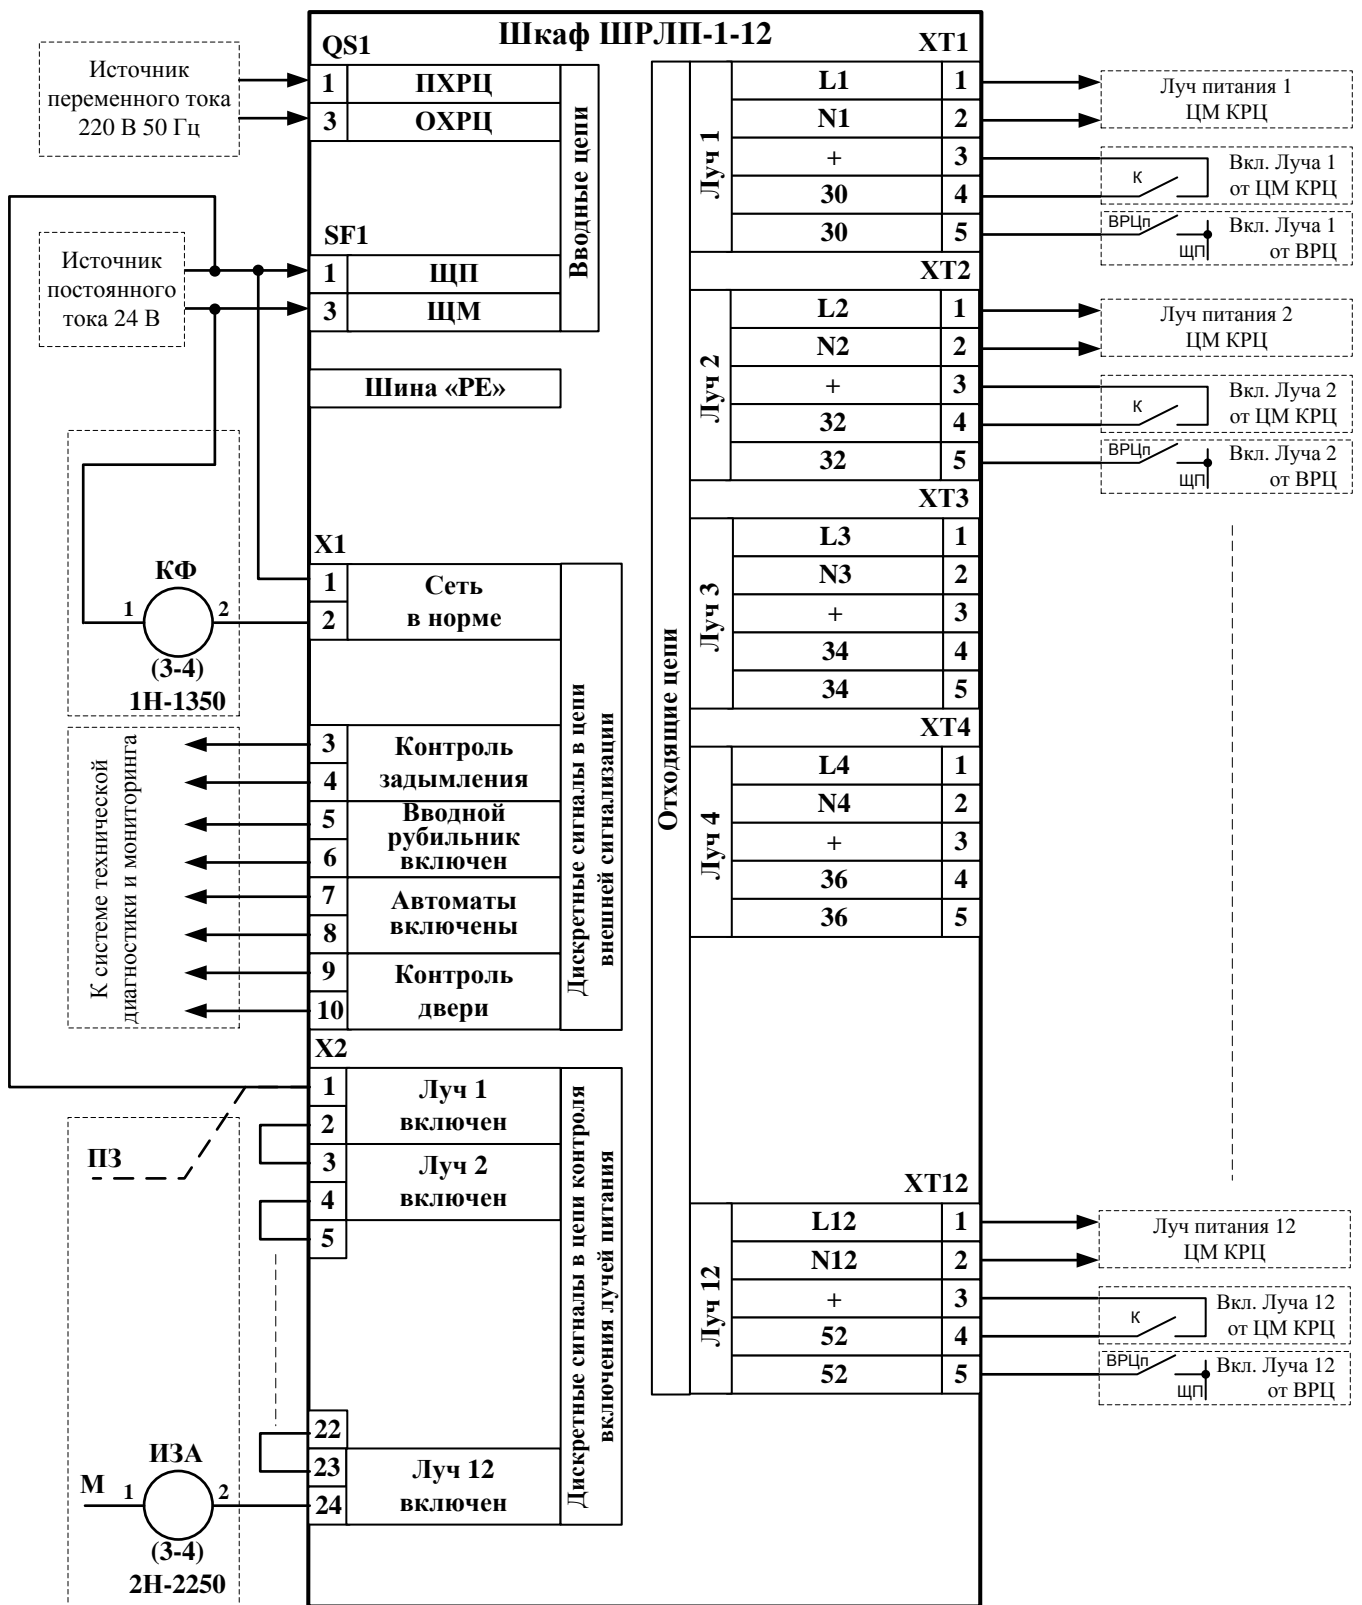 Шкаф ШРЛП-1-12
Источник
переменного тока
220 В 50 Гц
QS1
1 ПХРЦ
3 ОХРЦ
Вводные цепи
Источник
постоянного
тока 24 В
SF1
1 ЩП
3 ЩМ
Шина «PE»
КФ
1 2
(3-4)
1Н-1350
X1
1
2
Сеть
в норме
К системе технической
диагностики и мониторинга
3
4
Контроль
задымления
5
6
Вводной
рубильник
включен
7
8
Автоматы
включены
9
10
Контроль
двери
Дискретные сигналы в цепи
внешней сигнализации
X2
1
2
Луч 1
включен
3
4
Луч 2
включен
5
22
23
24
Луч 12
включен
Дискретные сигналы в цепи контроля
включения лучей питания
ПЗ
ИЗА
М 1 2
(3-4)
2Н-2250
Отходящие цепи
XT1
Луч 1
L1 1
N1 2
+ 3
30 4
30 5
Луч питания 1
ЦМ КРЦ
К
Вкл. Луча 1
от ЦМ КРЦ
ВРЦп
ЩП
Вкл. Луча 1
от ВРЦ
XT2
Луч 2
L2 1
N2 2
+ 3
32 4
32 5
Луч питания 2
ЦМ КРЦ
К
Вкл. Луча 2
от ЦМ КРЦ
ВРЦп
ЩП
Вкл. Луча 2
от ВРЦ
XT3
Луч 3
L3 1
N3 2
+ 3
34 4
34 5
XT4
Луч 4
L4 1
N4 2
+ 3
36 4
36 5
XT12
Луч 12
L12 1
N12 2
+ 3
52 4
52 5
Луч питания 12
ЦМ КРЦ
К
Вкл. Луча 12
от ЦМ КРЦ
ВРЦп
ЩП
Вкл. Луча 12
от ВРЦ